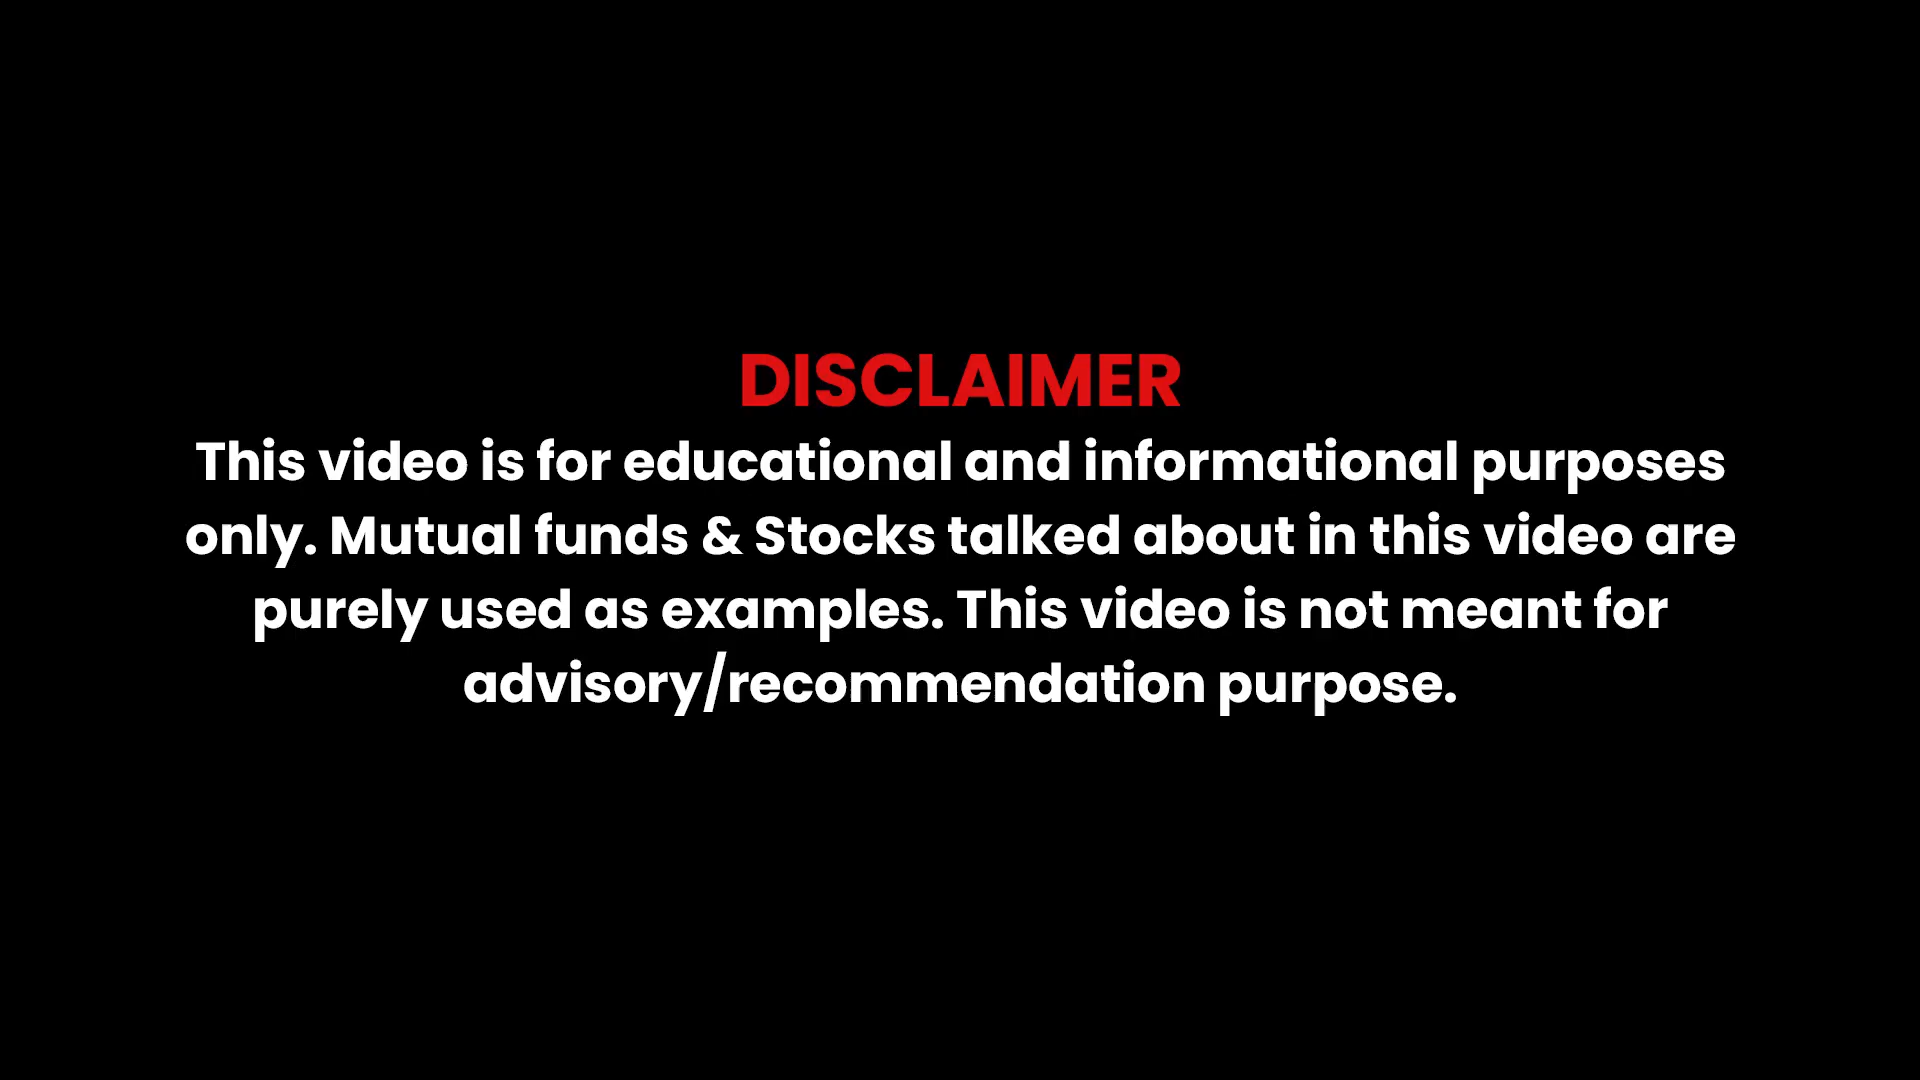 DISCLAIMER
This video is for educational and informational purposes
only. Mutual funds & Stocks talked about in this video are
purely used as examples. This video is not meant for
advisory/recommendation purpose.